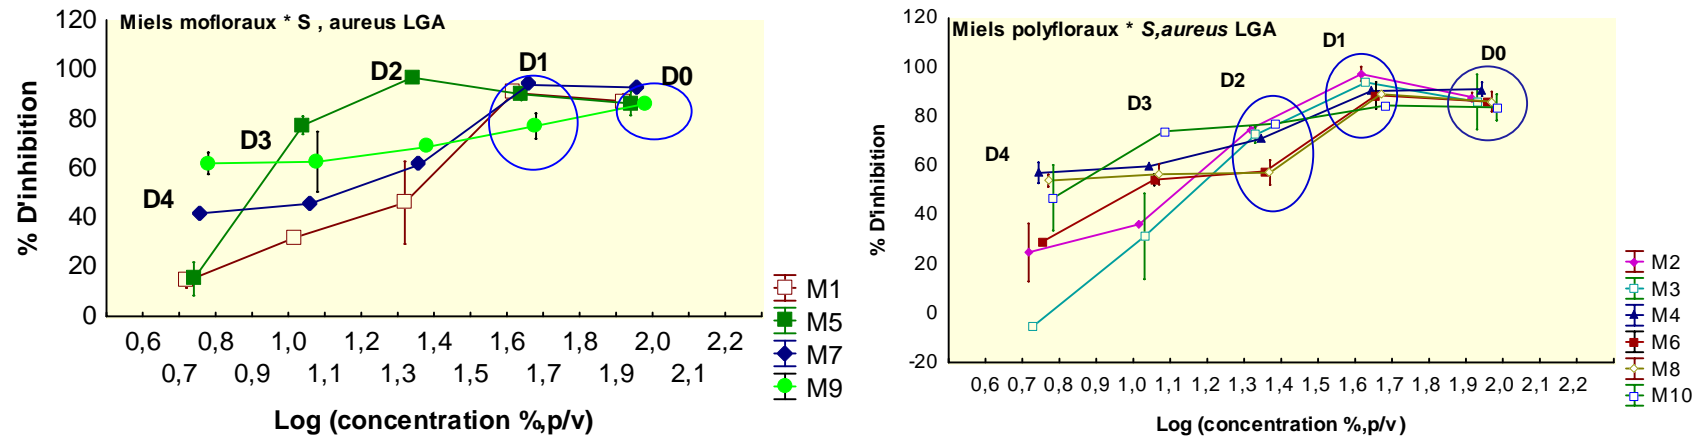 Miels mofloraux * S , aureus LGA
120
100
80
60
40
20
0
% D'inhibition
D4
D3
D2
D1
D0
0,6 0,8 1,0 1,2 1,4 1,6 1,8 2,0 2,2
0,7 0,9 1,1 1,3 1,5 1,7 1,9 2,1
Log (concentration %,p/v)
M1
M5
M7
M9
Miels polyfloraux * S,aureus LGA
120
100
80
60
40
20
0
-20
% D'inhibition
D4
D3
D2
D1
D0
0,6 0,7 0,8 0,9 1,0 1,1 1,2 1,3 1,4 1,5 1,6 1,7 1,8 1,9 2,0 2,1 2,2
Log (concentration %,p/v)
M2
M3
M4
M6
M8
M10